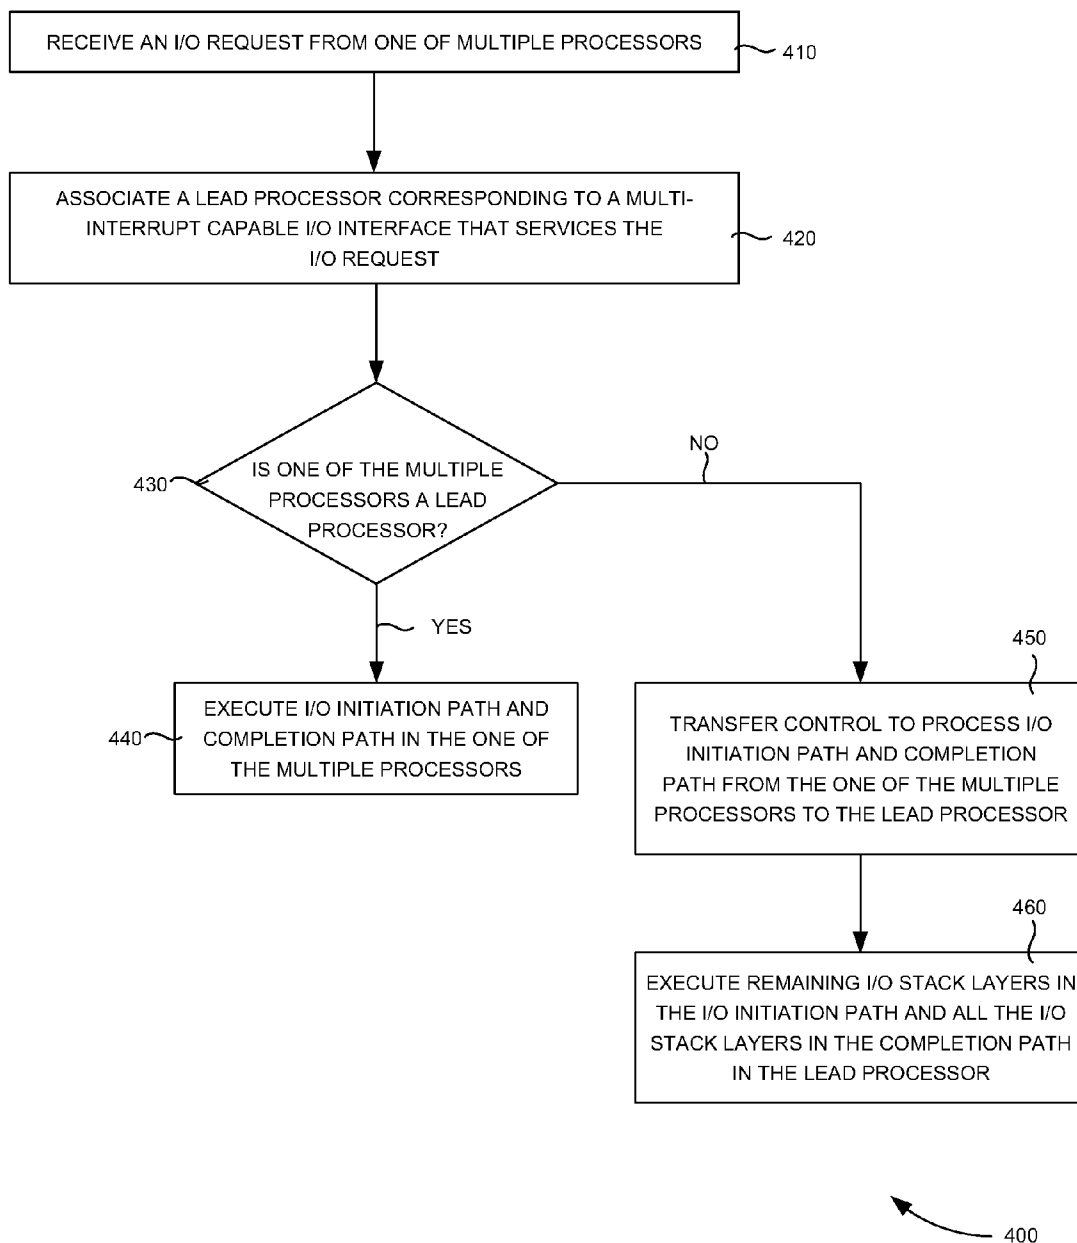 RECEIVE AN I/O REQUEST FROM ONE OF MULTIPLE PROCESSORS
410
ASSOCIATE A LEAD PROCESSOR CORRESPONDING TO A MULTI-
INTERRUPT CAPABLE I/O INTERFACE THAT SERVICES THE
I/O REQUEST
420
NO
430
IS ONE OF THE MULTIPLE
PROCESSORS A LEAD
PROCESSOR?
YES
450
440
EXECUTE I/O INITIATION PATH AND
COMPLETION PATH IN THE ONE OF
THE MULTIPLE PROCESSORS
TRANSFER CONTROL TO PROCESS I/O
INITIATION PATH AND COMPLETION
PATH FROM THE ONE OF THE MULTIPLE
PROCESSORS TO THE LEAD PROCESSOR
460
EXECUTE REMAINING I/O STACK LAYERS IN
THE I/O INITIATION PATH AND ALL THE I/O
STACK LAYERS IN THE COMPLETION PATH
IN THE LEAD PROCESSOR
400